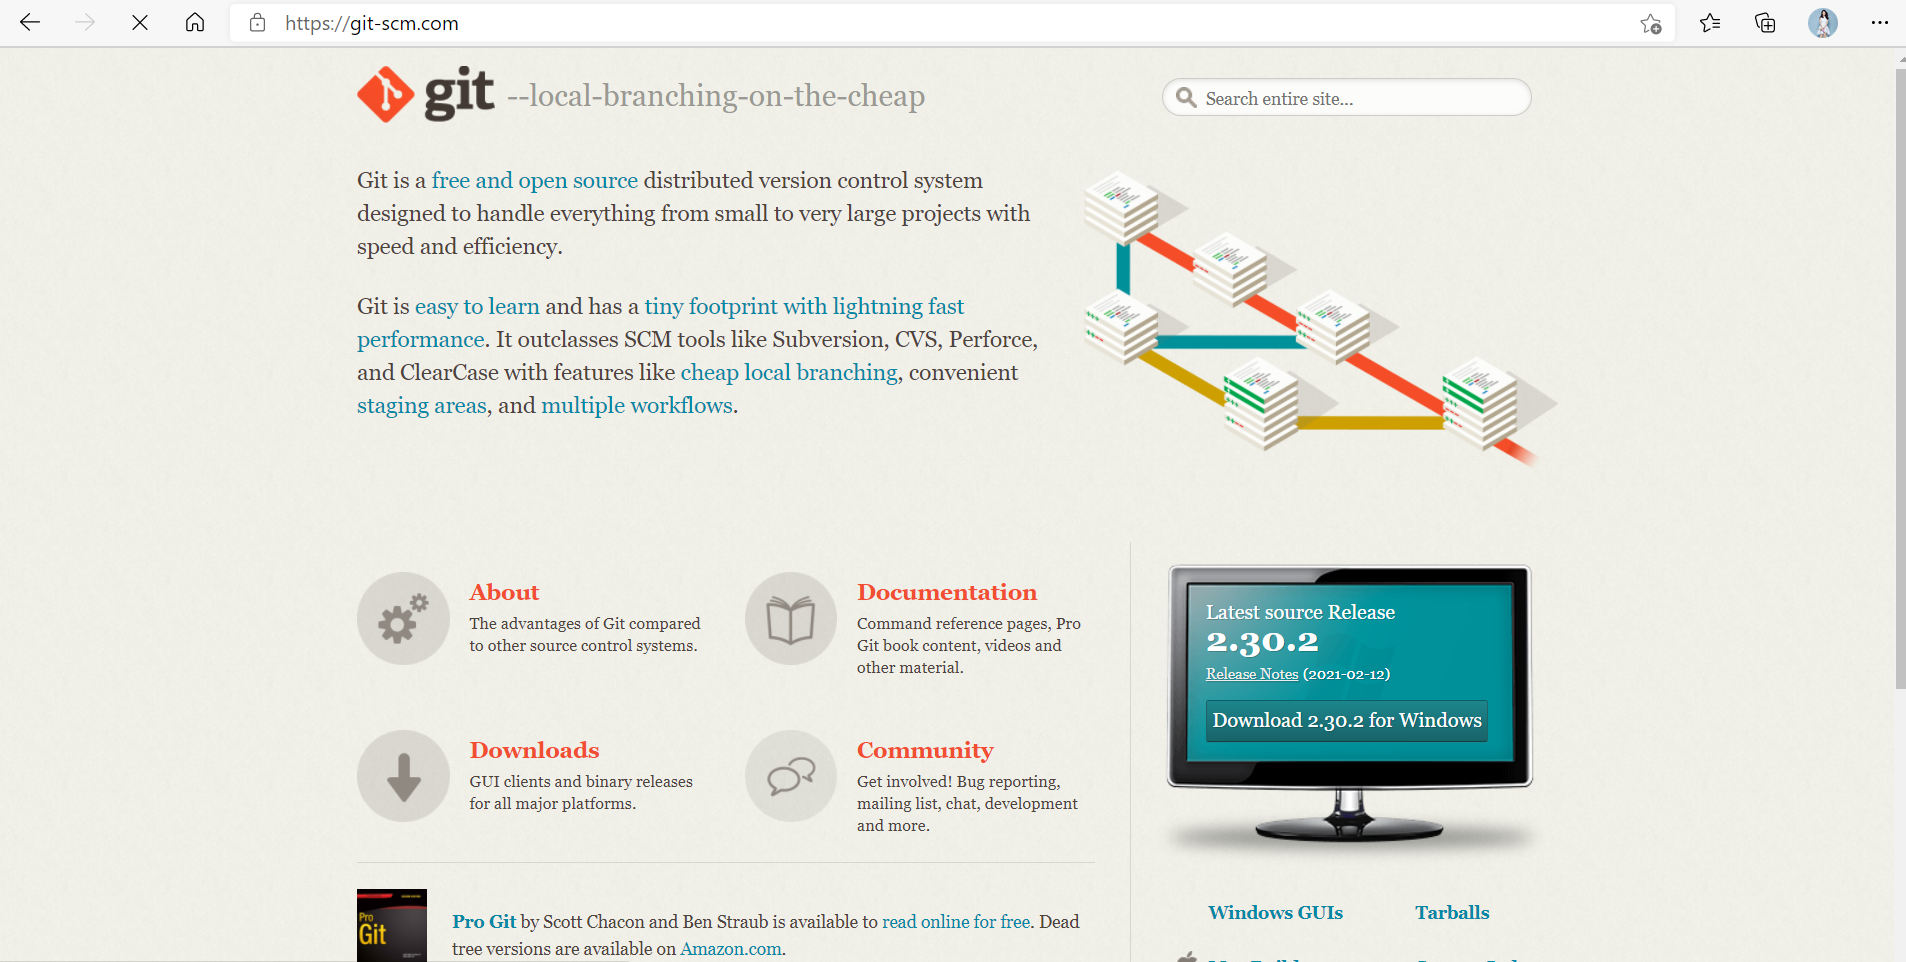 https://git-scm.com
git --local-branching-on-the-cheap
Search entire site...
Git is a free and open source distributed version control system
designed to handle everything from small to very large projects with
speed and efficiency.
Git is easy to learn and has a tiny footprint with lightning fast
performance. It outclasses SCM tools like Subversion, CVS, Perforce,
and ClearCase with features like cheap local branching, convenient
staging areas, and multiple workflows.
About
The advantages of Git compared
to other source control systems.
Documentation
Command reference pages, Pro
Git book content, videos and
other material.
Downloads
GUI clients and binary releases
for all major platforms.
Community
Get involved! Bug reporting,
mailing list, chat, development
and more.
Latest source Release
2.30.2
Release Notes (2021-02-12)
Download 2.30.2 for Windows
Pro
Git
Pro Git by Scott Chacon and Ben Straub is available to read online for free. Dead
tree versions are available on Amazon.com.
Windows GUIs
Tarballs